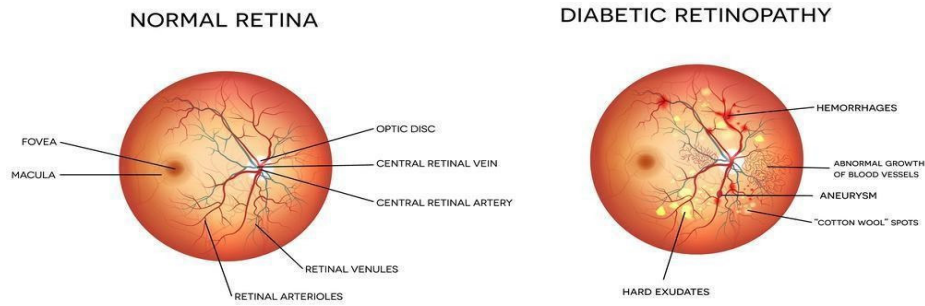 NORMAL RETINA
FOVEA
MACULA
OPTIC DISC
CENTRAL RETINAL VEIN
CENTRAL RETINAL ARTERY
RETINAL VENULES
RETINAL ARTERIOLES
DIABETIC RETINOPATHY
HEMORRHAGES
ABNORMAL GROWTH
OF BLOOD VESSELS
ANEURYSM
"COTTON WOOL" SPOTS
HARD EXUDATES